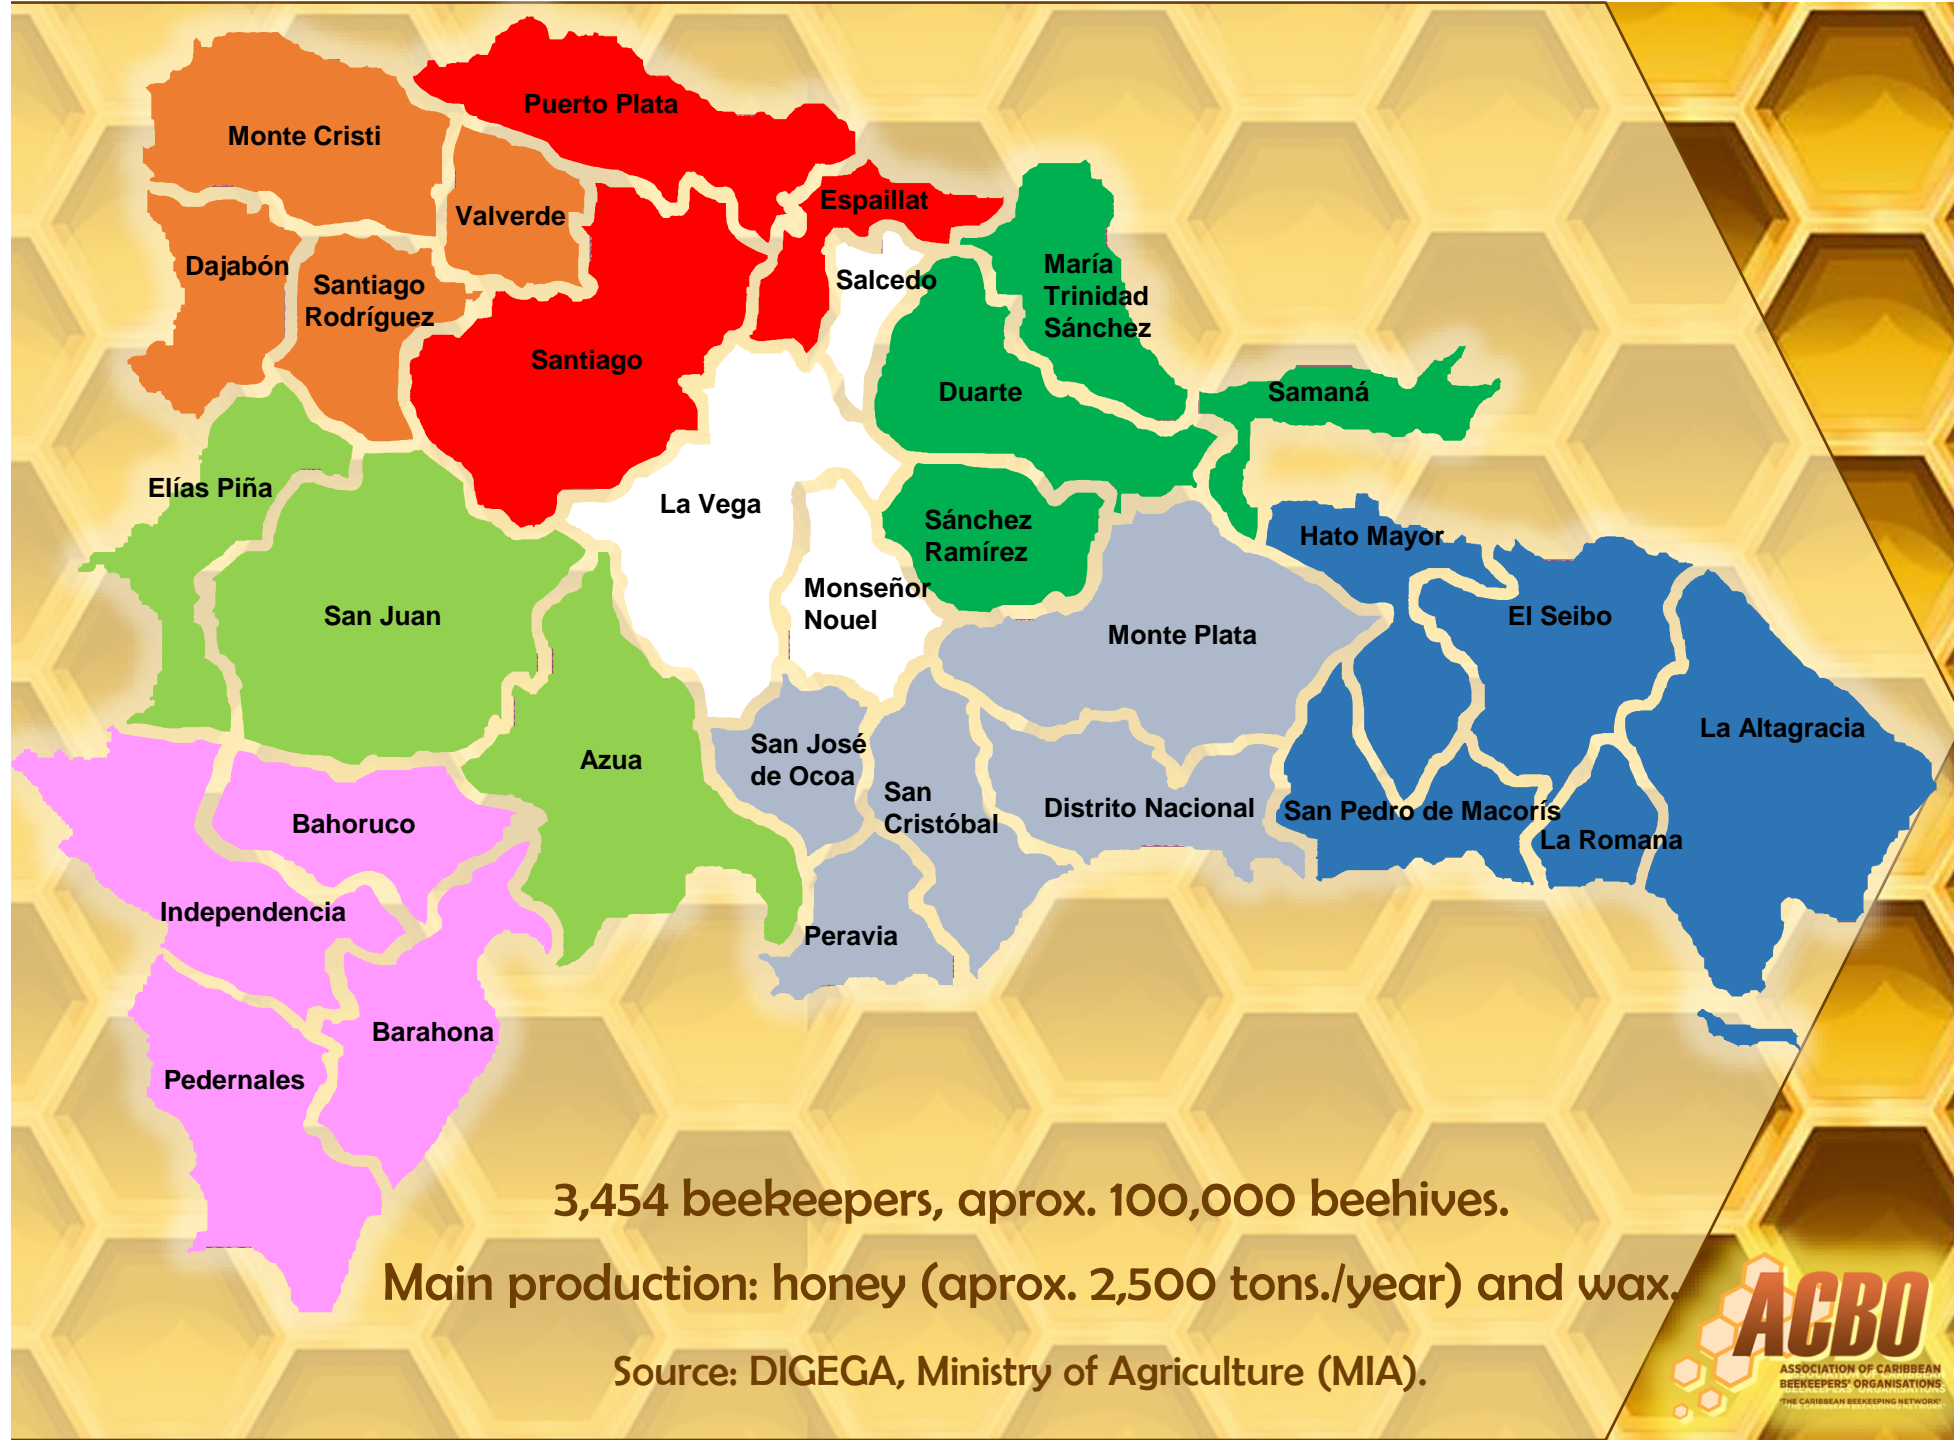 Puerto Plata
Monte Cristi
Valverde
Espaillat
Dajabón
Santiago
Rodríguez
Salcedo
María
Trinidad
Sánchez
Santiago
Duarte
Samaná
Elías Piña
La Vega
Sánchez
Ramírez
Hato Mayor
San Juan
Monseñor
Nouel
Monte Plata
El Seibo
Azua
San José
de Ocoa
La Altagracia
Bahoruco
San
Cristóbal
Distrito Nacional
San Pedro de Macorís
La Romana
Independencia
Peravia
Barahona
Pedernales
3,454 beekeepers, aprox. 100,000 beehives.
Main production: honey (aprox. 2,500 tons./year) and wax.
Source: DIGEGA, Ministry of Agriculture (MIA).
ACBO
ASSOCIATION OF CARIBBEAN
BEEKEEPERS' ORGANISATIONS
'THE CARIBBEAN BEEKEEPING NETWORK'